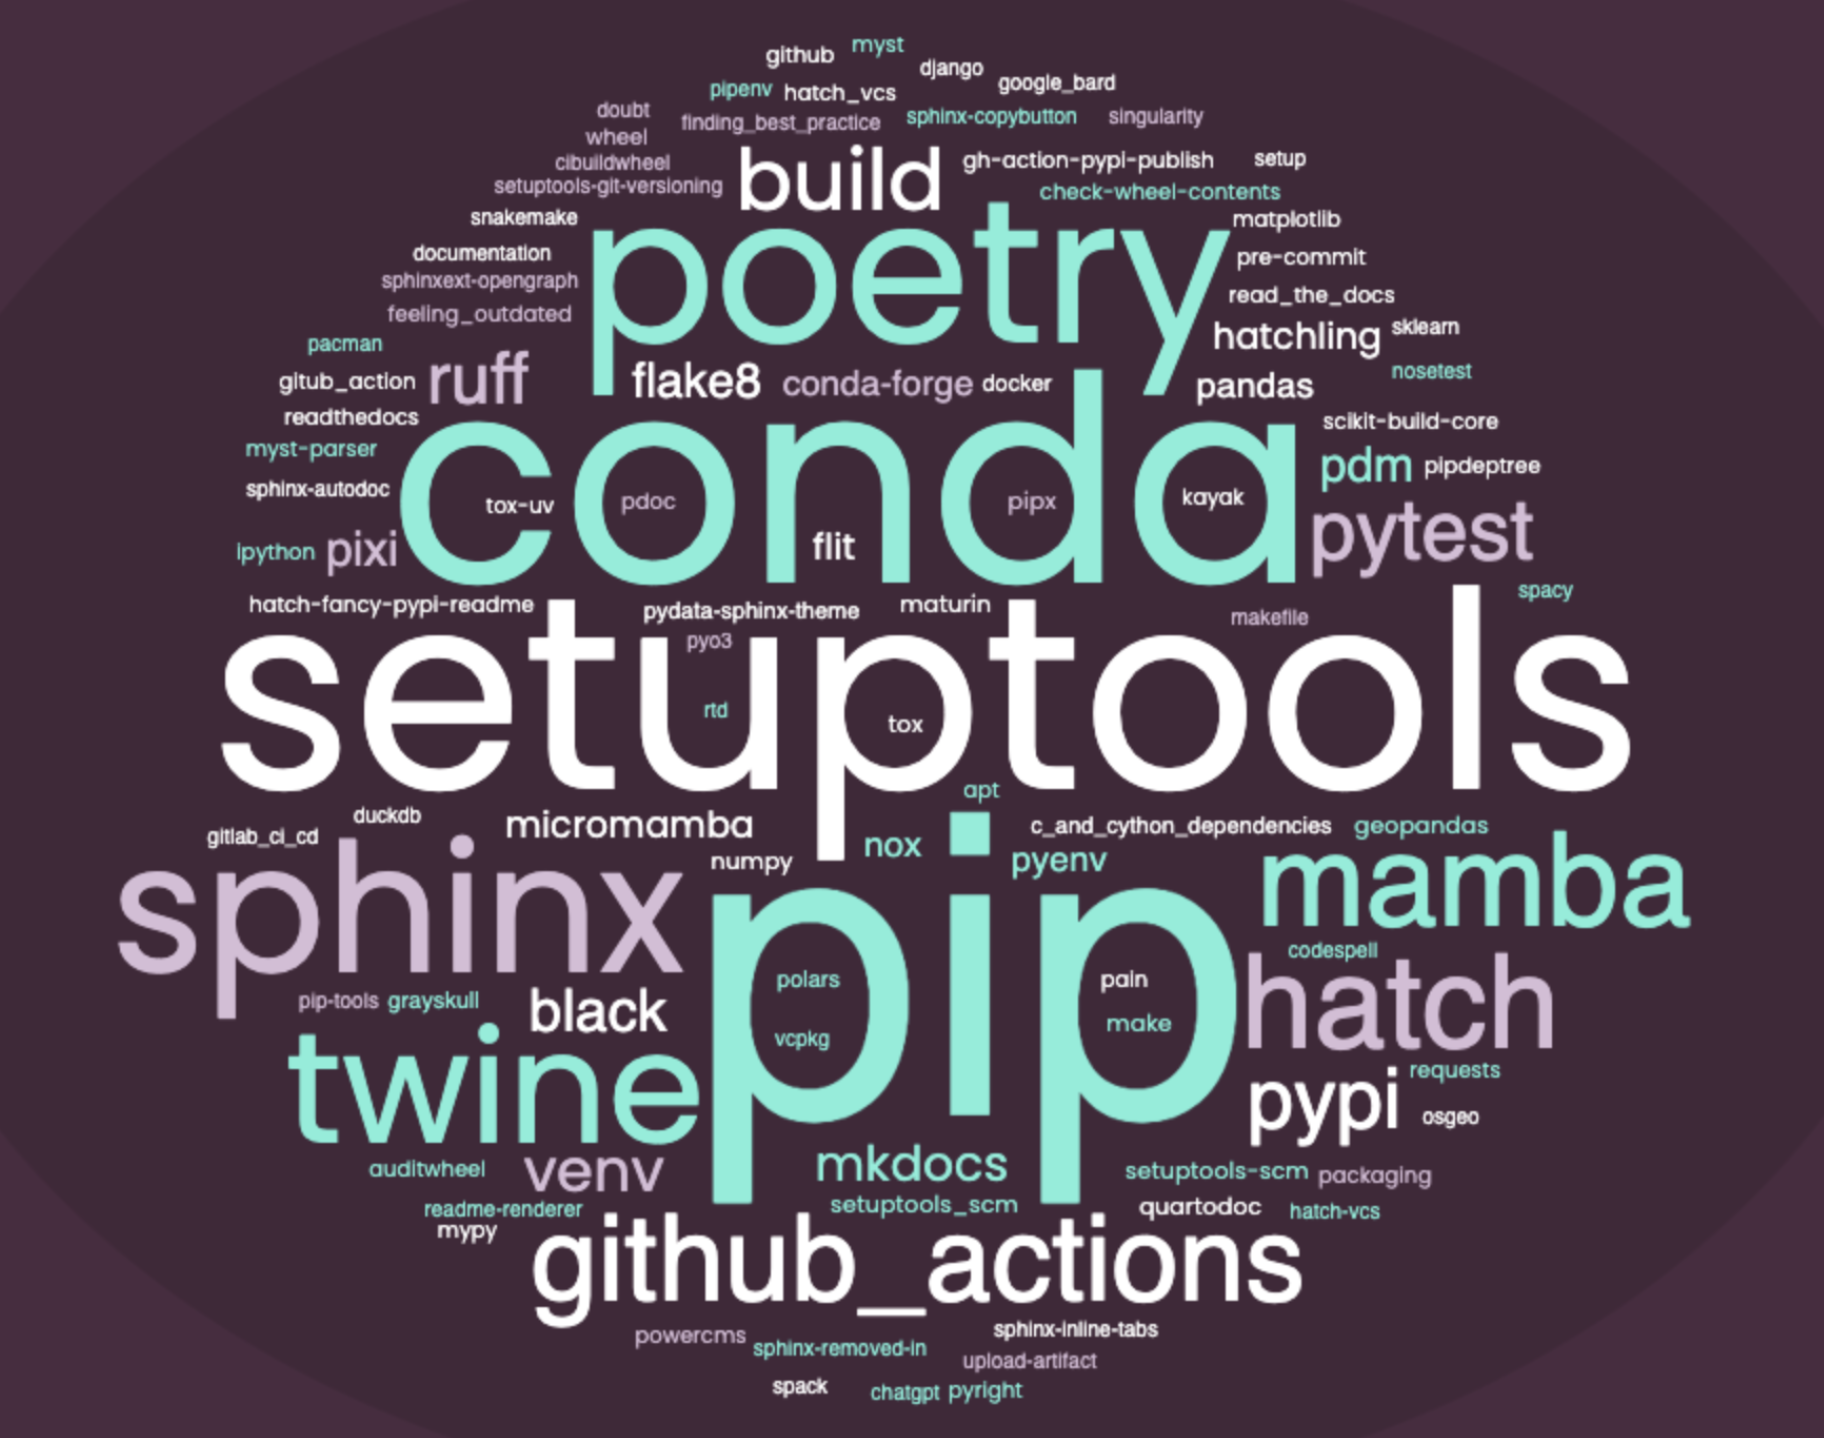 github
myst
django
google_bard
pipenv
hatch_vcs
doubt
finding_best_practice
sphinx-copybutton
singularity
wheel
cibuildwheel
build
gh-action-pypi-publish
setup
setuptools-git-versioning
check-wheel-contents
snakemake
poetry
matplotlib
documentation
pre-commit
sphinxext-opengraph
read_the_docs
feeling_outdated
hatchling
sklearn
pacman
gitub_action
ruff
flake8
conda-forge
docker
pandas
nosetest
readthedocs
conda
scikit-build-core
myst-parser
pdm
pipdeptree
sphinx-autodoc
tox-uv
pdoc
pipx
kayak
ipython
pixi
flit
pytest
hatch-fancy-pypi-readme
pydata-sphinx-theme
maturin
makefile
spacy
pyo3
setuptools
rtd
tox
apt
gitlab_ci_cd
duckdb
micromamba
nox
c_and_cython_dependencies
geopandas
numpy
pyenv
sphinx
mamba
pip
codespell
polars
pain
hatch
pip-tools
grayskull
black
vcpkg
make
twine
requests
pypi
osgeo
auditwheel
venv
mkdocs
setuptools-scm
packaging
readme-renderer
setuptools_scm
quartodoc
hatch-vcs
mypy
github_actions
powercms
sphinx-removed-in
sphinx-inline-tabs
upload-artifact
spack
chatgpt
pyright